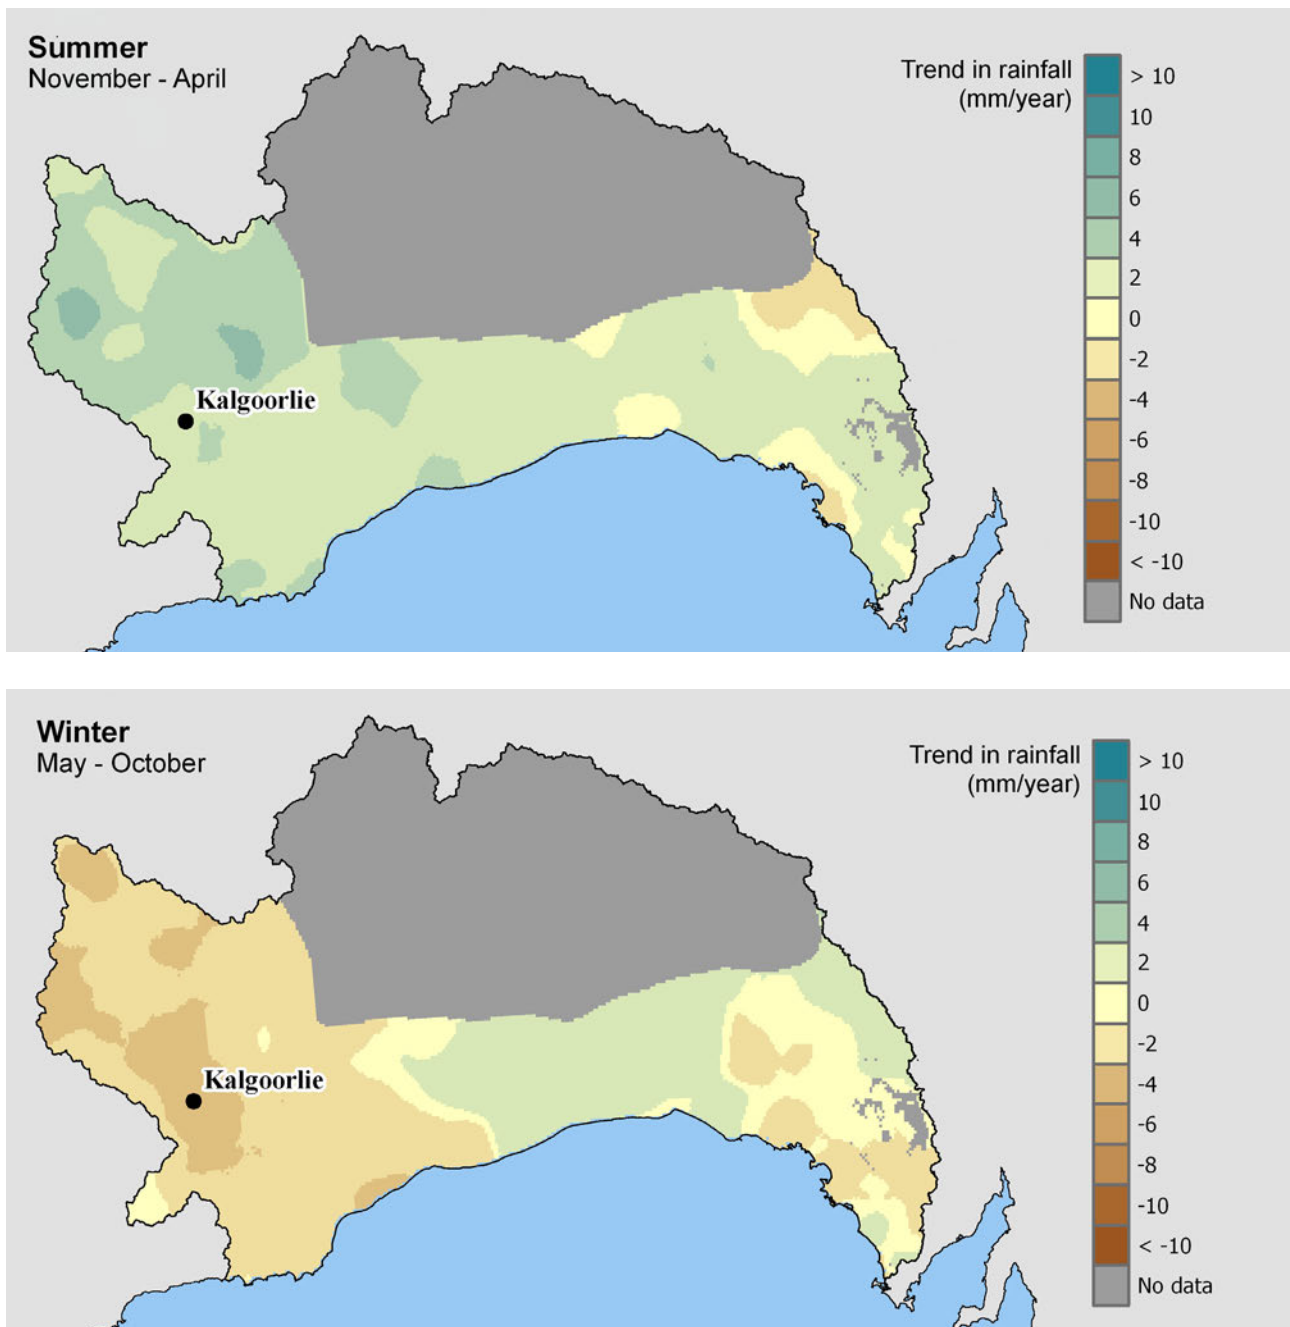 Summer
November - April
Trend in rainfall
(mm/year)
> 10
10
8
6
4
2
0
-2
-4
-6
-8
-10
< -10
No data
Kalgoorlie
Winter
May - October
Trend in rainfall
(mm/year)
> 10
10
8
6
4
2
0
-2
-4
-6
-8
-10
< -10
No data
Kalgoorlie